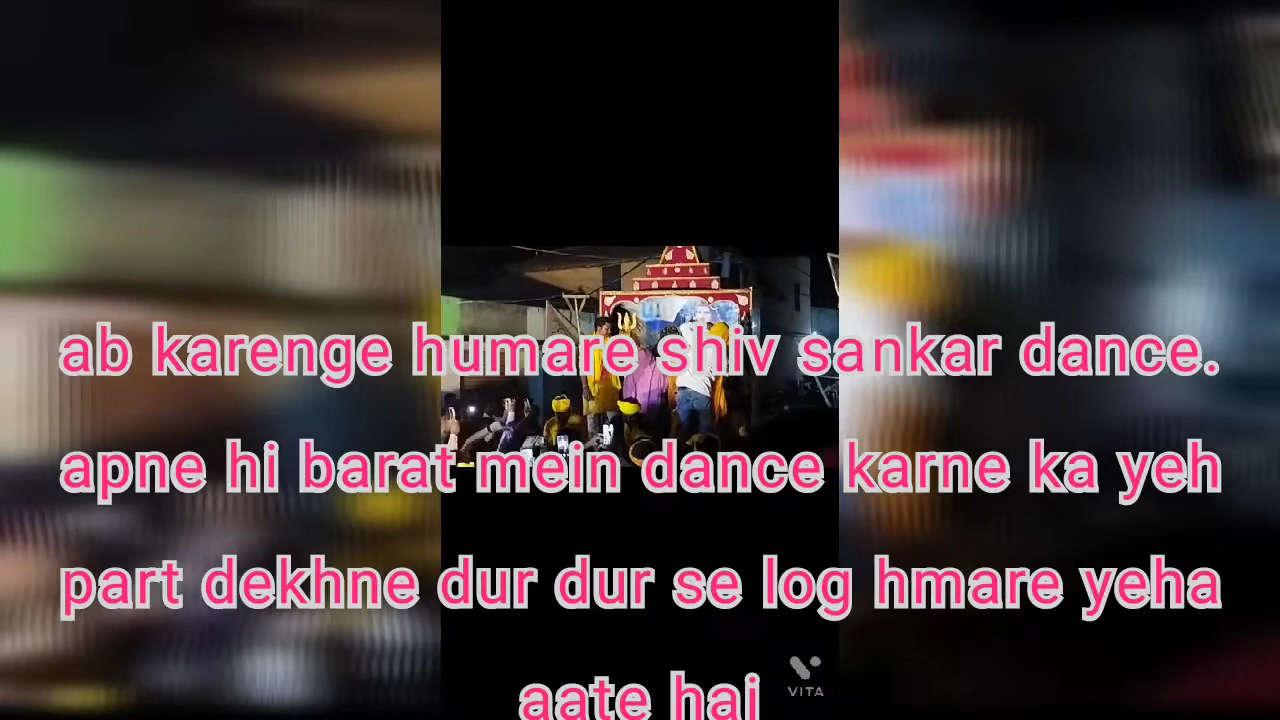 ab karenge humare shiv sankar dance.
apne hi barat mein dance karne ka yeh
part dekhne dur dur se log hmare yeha
aate hai
VITA